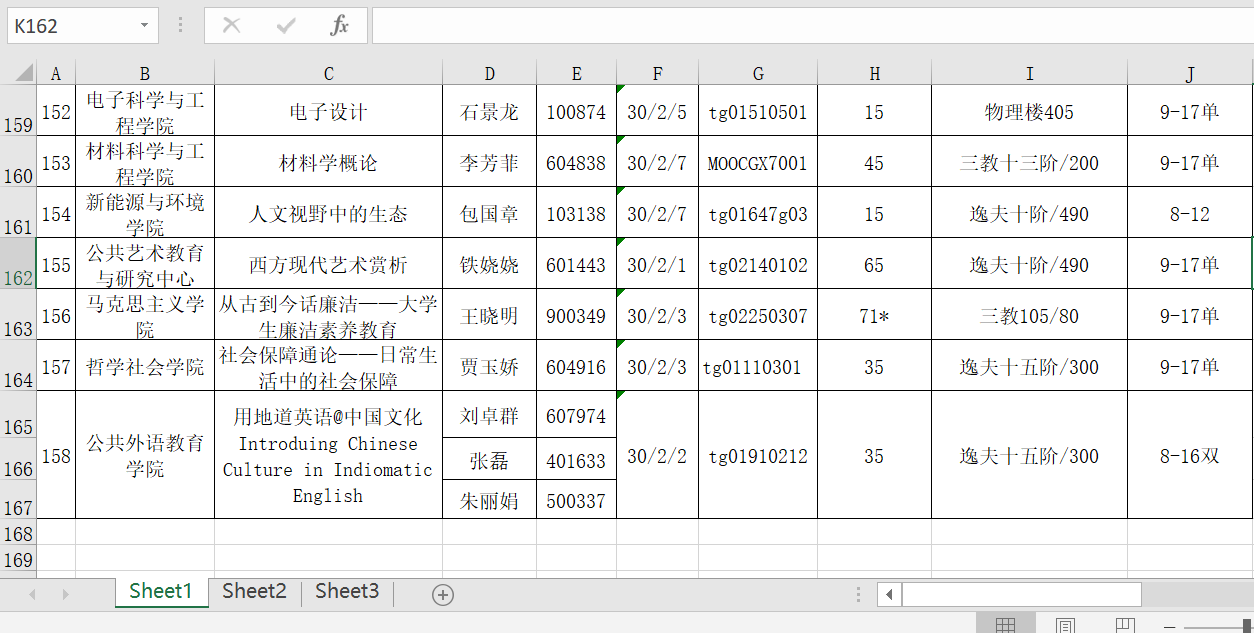 K162
fx
A B C D E F G H I J
159 152 电子科学与工程学院 电子设计 石景龙 100874 30/2/5 tg01510501 15 物理楼405 9-17单
160 153 材料科学与工程学院 材料学概论 李芳菲 604838 30/2/7 MOOCGX7001 45 三教十三阶/200 9-17单
161 154 新能源与环境学院 人文视野中的生态 包国章 103138 30/2/7 tg01647g03 15 逸夫十阶/490 8-12
162 155 公共艺术教育与研究中心 西方现代艺术赏析 铁娆娆 601443 30/2/1 tg02140102 65 逸夫十阶/490 9-17单
163 156 马克思主义学院 从古到今话廉洁——大学生廉洁素养教育 王晓明 900349 30/2/3 tg02250307 71* 三教105/80 9-17单
164 157 哲学社会学院 社会保障通论——日常生活中的社会保障 贾玉娇 604916 30/2/3 tg01110301 35 逸夫十五阶/300 9-17单
165 158 公共外语教育学院 用地道英语@中国文化 Introduing Chinese Culture in Indiomatic English 刘卓群 607974 30/2/2 tg01910212 35 逸夫十五阶/300 8-16双
166 张磊 401633
167 朱丽娟 500337
168
169
Sheet1 Sheet2 Sheet3